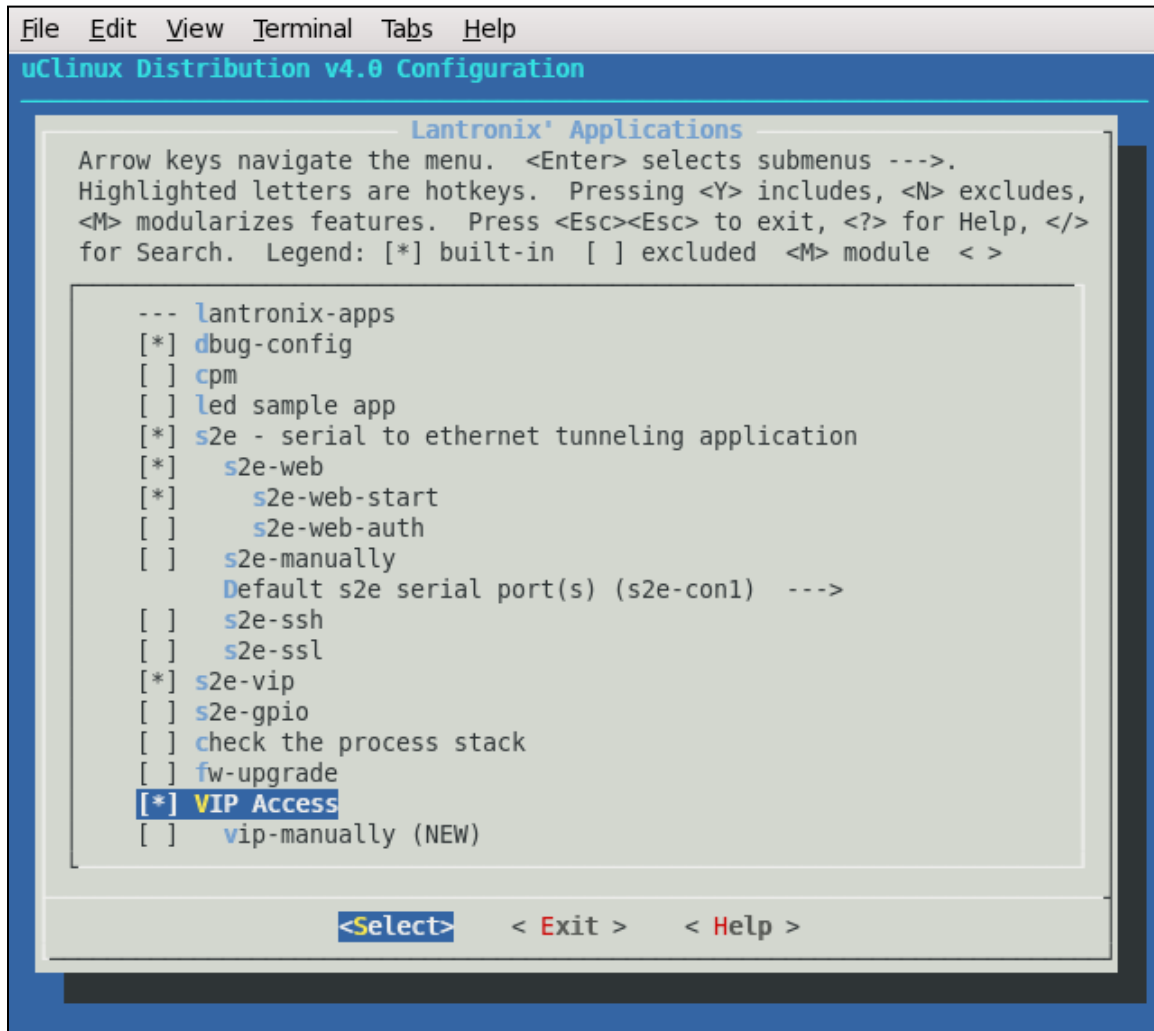 File Edit View Terminal Tabs Help
uClinux Distribution v4.0 Configuration
Lantronix' Applications
Arrow keys navigate the menu. <Enter> selects submenus --->.
Highlighted letters are hotkeys. Pressing <Y> includes, <N> excludes,
<M> modularizes features. Press <Esc><Esc> to exit, <?> for Help, </>
for Search. Legend: [*] built-in [ ] excluded <M> module < >
--- lantronix-apps
[*] dbug-config
[ ] cpm
[ ] led sample app
[*] s2e - serial to ethernet tunneling application
[*] s2e-web
[*] s2e-web-start
[ ] s2e-web-auth
[ ] s2e-manually
Default s2e serial port(s) (s2e-con1) --->
[ ] s2e-ssh
[ ] s2e-ssl
[*] s2e-vip
[ ] s2e-gpio
[ ] check the process stack
[ ] fw-upgrade
[*] VIP Access
[ ] vip-manually (NEW)
<Select> < Exit > < Help >